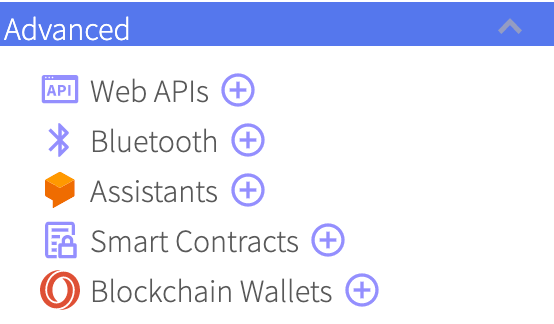 Advanced
API Web APIs
Bluetooth
Assistants
Smart Contracts
Blockchain Wallets